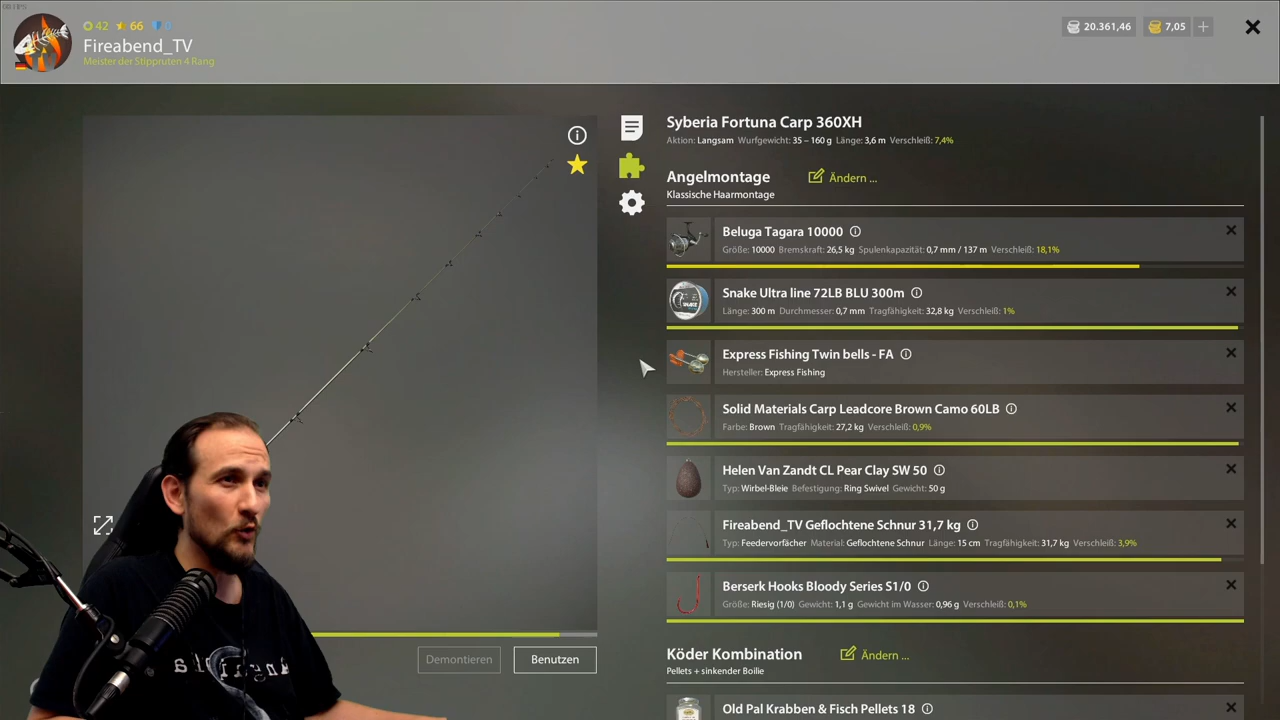 42 66 0
Fireabend_TV
Meister der Stippruten 4 Rang
20.361,46 7,05
Syberia Fortuna Carp 360XH
Aktion: Langsam Wurfgewicht: 35 – 160 g Länge: 3,6 m Verschleiß: 7,4%
Angelmontage Ändern ...
Klassische Haarmontage
Beluga Tagara 10000
Größe: 10000 Bremskraft: 26,5 kg Spulenkapazität: 0,7 mm / 137 m Verschleiß: 18,1%
Snake Ultra line 72LB BLU 300m
Länge: 300 m Durchmesser: 0,7 mm Tragfähigkeit: 32,8 kg Verschleiß: 1%
Express Fishing Twin bells - FA
Hersteller: Express Fishing
Solid Materials Carp Leadcore Brown Camo 60LB
Farbe: Brown Tragfähigkeit: 27,2 kg Verschleiß: 0,9%
Helen Van Zandt CL Pear Clay SW 50
Typ: Wirbel-Bleie Befestigung: Ring Swivel Gewicht: 50 g
Fireabend_TV Geflochtene Schnur 31,7 kg
Typ: Feedervorfächer Material: Geflochtene Schnur Länge: 15 cm Tragfähigkeit: 31,7 kg Verschleiß: 3,9%
Berserk Hooks Bloody Series S1/0
Größe: Riesig (1/0) Gewicht: 1,1 g Gewicht im Wasser: 0,96 g Verschleiß: 0,1%
Demontieren Benutzen
Köder Kombination Ändern ...
Pellets + sinkender Boilie
Old Pal Krabben & Fisch Pellets 18